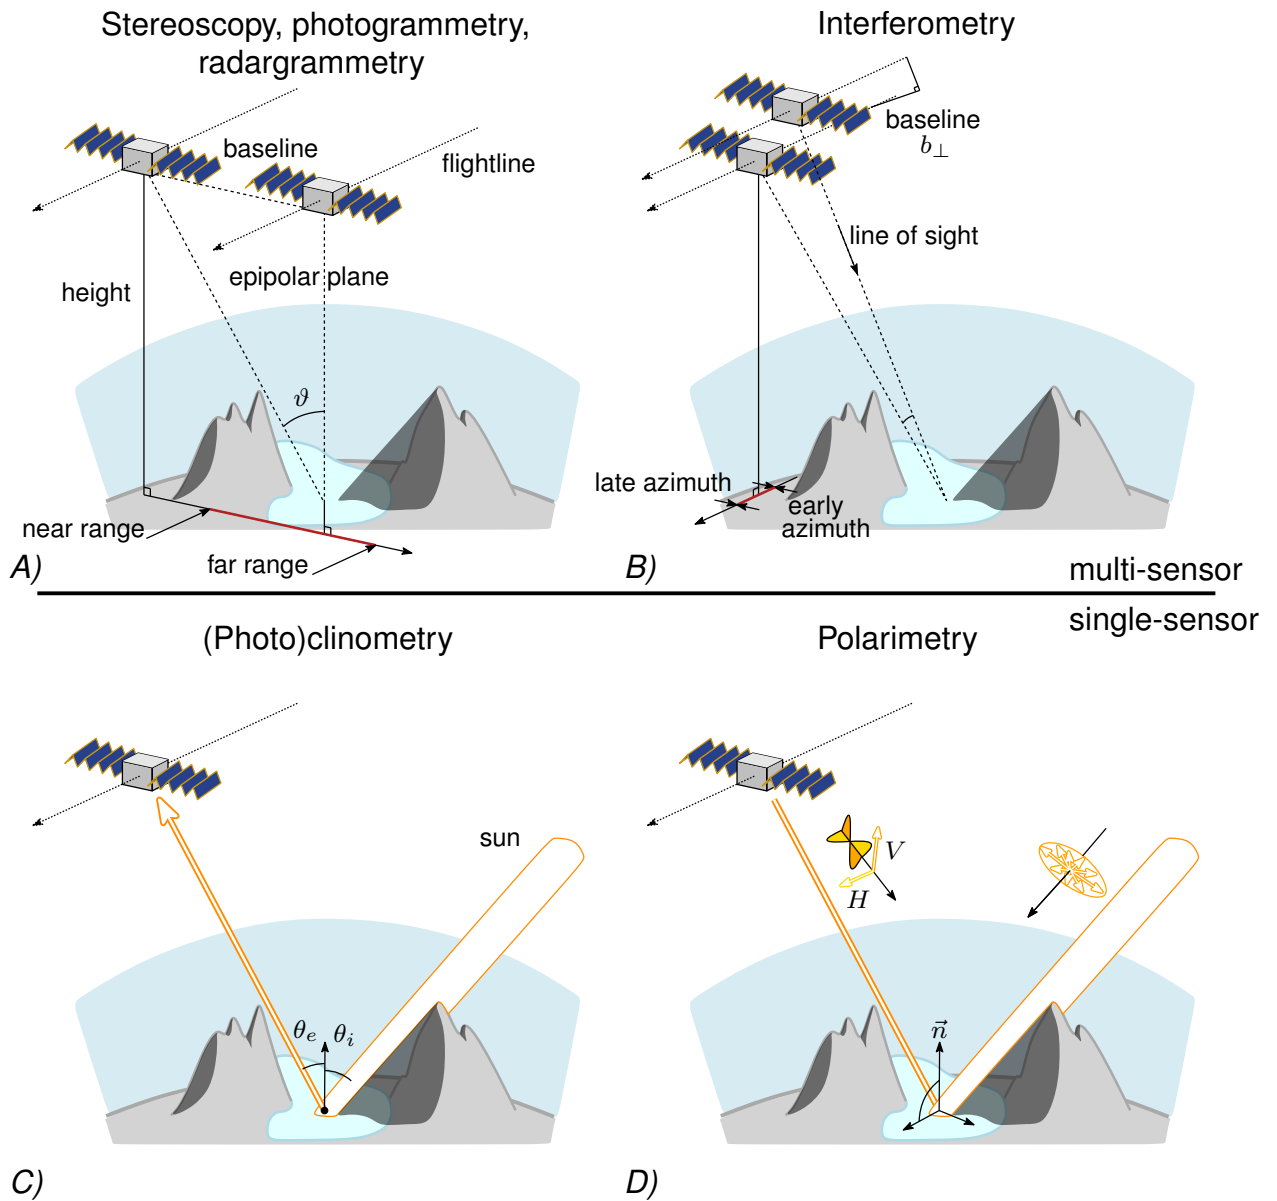 Stereoscopy, photogrammetry,
radargrammetry
baseline
flightline
epipolar plane
height
ϑ
near range
far range
A)
Interferometry
baseline
b⊥
line of sight
late azimuth
early
azimuth
B)
multi-sensor
single-sensor
(Photo)clinometry
sun
θe
θi
C)
Polarimetry
V
H
n⃗
D)